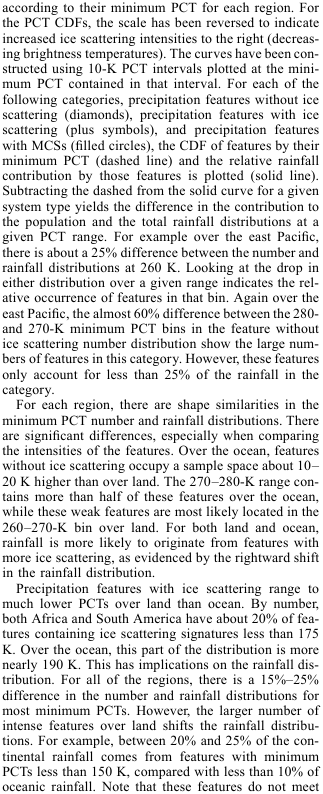 according to their minimum PCT for each region. For
the PCT CDFs, the scale has been reversed to indicate
increased ice scattering intensities to the right (decreas-
ing brightness temperatures). The curves have been con-
structed using 10-K PCT intervals plotted at the mini-
mum PCT contained in that interval. For each of the
following categories, precipitation features without ice
scattering (diamonds), precipitation features with ice
scattering (plus symbols), and precipitation features
with MCSs (filled circles), the CDF of features by their
minimum PCT (dashed line) and the relative rainfall
contribution by those features is plotted (solid line).
Subtracting the dashed from the solid curve for a given
system type yields the difference in the contribution to
the population and the total rainfall distributions at a
given PCT range. For example over the east Pacific,
there is about a 25% difference between the number and
rainfall distributions at 260 K. Looking at the drop in
either distribution over a given range indicates the rel-
ative occurrence of features in that bin. Again over the
east Pacific, the almost 60% difference between the 280-
and 270-K minimum PCT bins in the feature without
ice scattering number distribution show the large num-
bers of features in this category. However, these features
only account for less than 25% of the rainfall in the
category.
For each region, there are shape similarities in the
minimum PCT number and rainfall distributions. There
are significant differences, especially when comparing
the intensities of the features. Over the ocean, features
without ice scattering occupy a sample space about 10–
20 K higher than over land. The 270–280-K range con-
tains more than half of these features over the ocean,
while these weak features are most likely located in the
260–270-K bin over land. For both land and ocean,
rainfall is more likely to originate from features with
more ice scattering, as evidenced by the rightward shift
in the rainfall distribution.
Precipitation features with ice scattering range to
much lower PCTs over land than ocean. By number,
both Africa and South America have about 20% of fea-
tures containing ice scattering signatures less than 175
K. Over the ocean, this part of the distribution is more
nearly 190 K. This has implications on the rainfall dis-
tribution. For all of the regions, there is a 15%–25%
difference in the number and rainfall distributions for
most minimum PCTs. However, the larger number of
intense features over land shifts the rainfall distribu-
tions. For example, between 20% and 25% of the con-
tinental rainfall comes from features with minimum
PCTs less than 150 K, compared with less than 10% of
oceanic rainfall. Note that these features do not meet